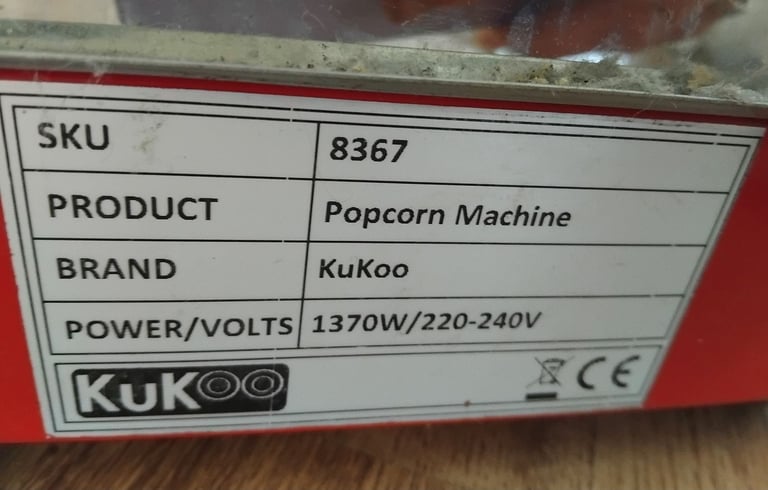 SKU 8367
PRODUCT Popcorn Machine
BRAND KuKoo
POWER/VOLTS 1370W/220-240V
KuKoo CE